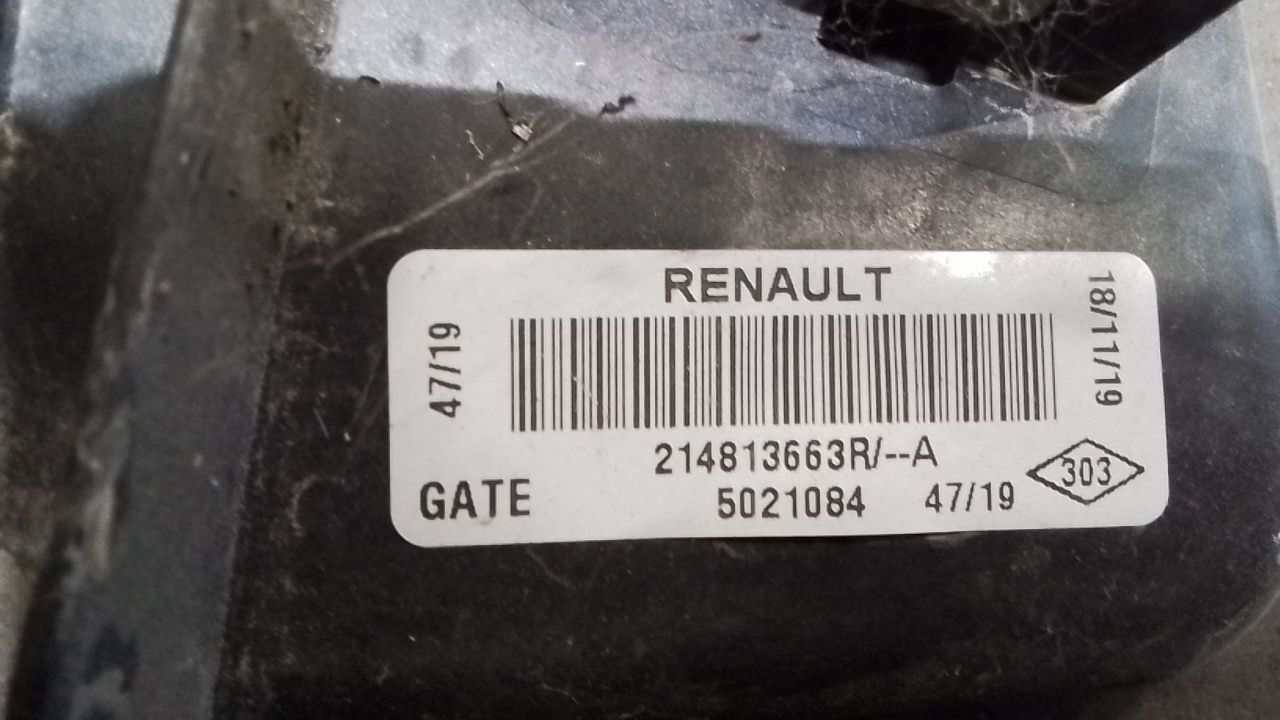 RENAULT
47/19
18/11/19
214813663R/--A
GATE
5021084
47/19
303